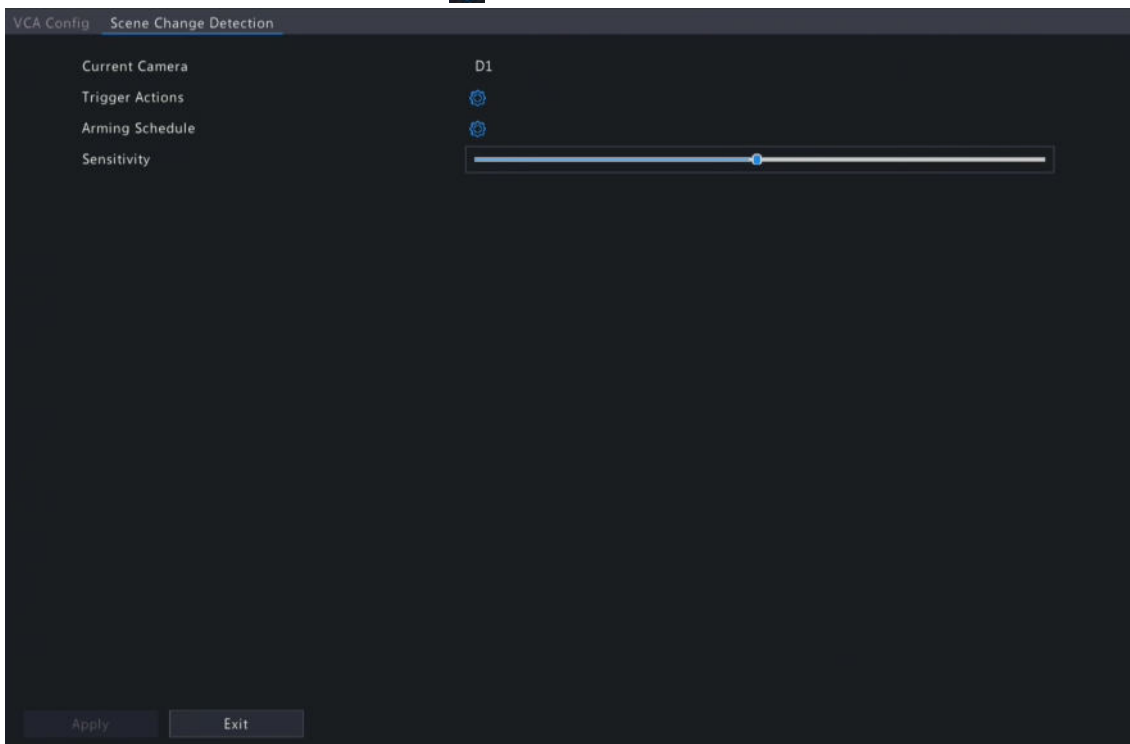 VCA Config Scene Change Detection
Current Camera D1
Trigger Actions
Arming Schedule
Sensitivity
Apply Exit